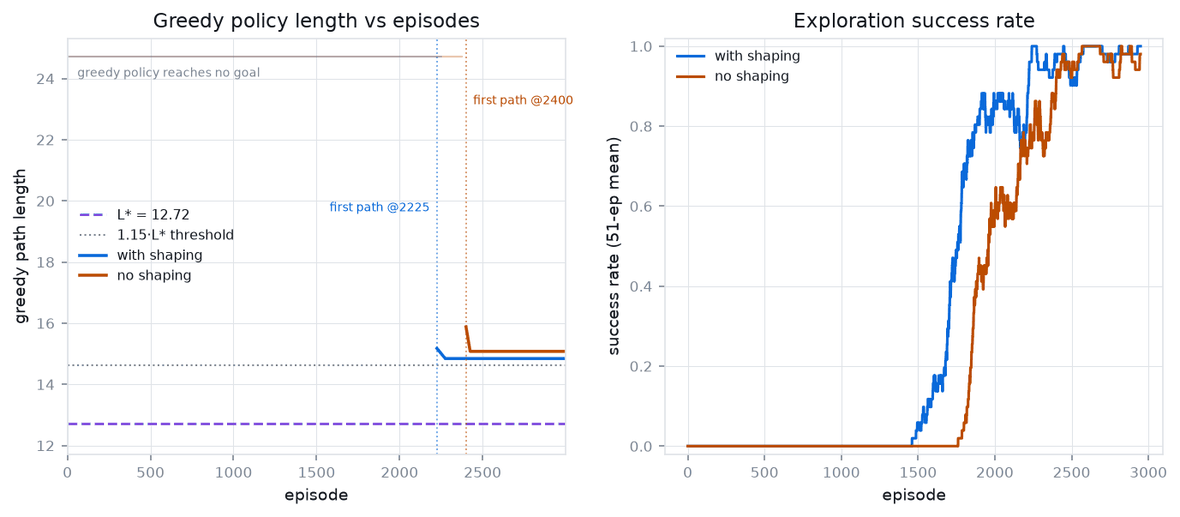 Greedy policy length vs episodes
greedy path length
24
22
20
18
16
14
12
greedy policy reaches no goal
first path @2400
first path @2225
L* = 12.72
1.15·L* threshold
with shaping
no shaping
0
500
1000
1500
2000
2500
episode
Exploration success rate
success rate (51-ep mean)
1.0
0.8
0.6
0.4
0.2
0.0
with shaping
no shaping
0
500
1000
1500
2000
2500
3000
episode